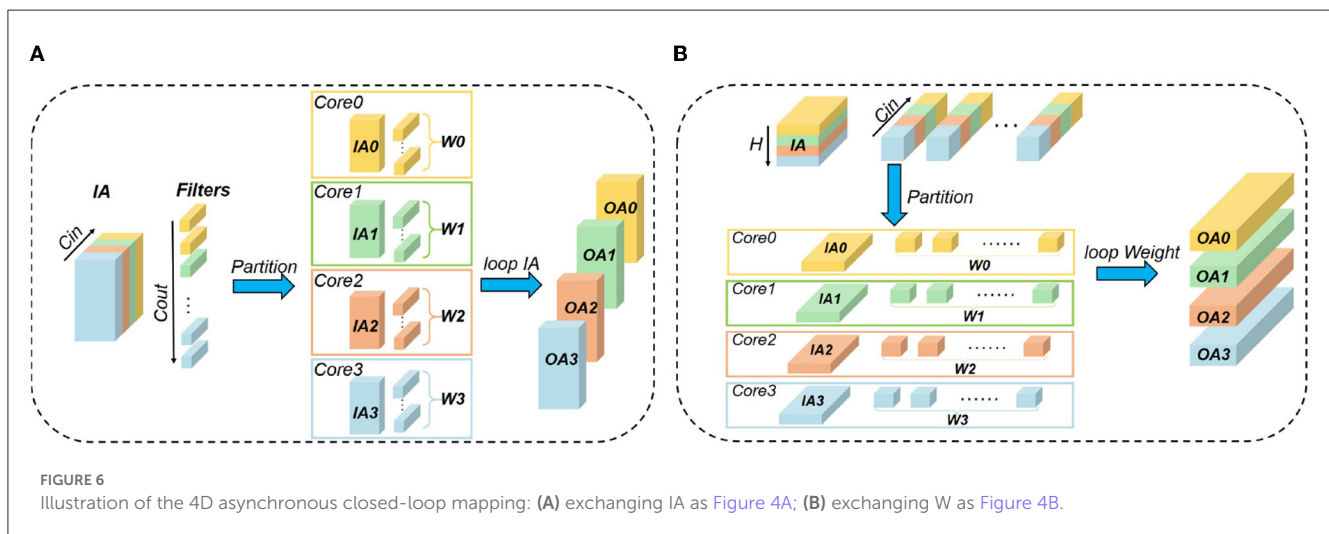 A
IA
Cin
Filters
Cout
...
Partition
Core0
IA0
W0
Core1
IA1
W1
Core2
IA2
W2
Core3
IA3
W3
loop IA
OA0
OA1
OA2
OA3
B
H
IA
Cin
...
Partition
Core0
IA0
......
W0
Core1
IA1
......
W1
Core2
IA2
......
W2
Core3
IA3
......
W3
loop Weight
OA0
OA1
OA2
OA3
FIGURE 6
Illustration of the 4D asynchronous closed-loop mapping: (A) exchanging IA as Figure 4A; (B) exchanging W as Figure 4B.